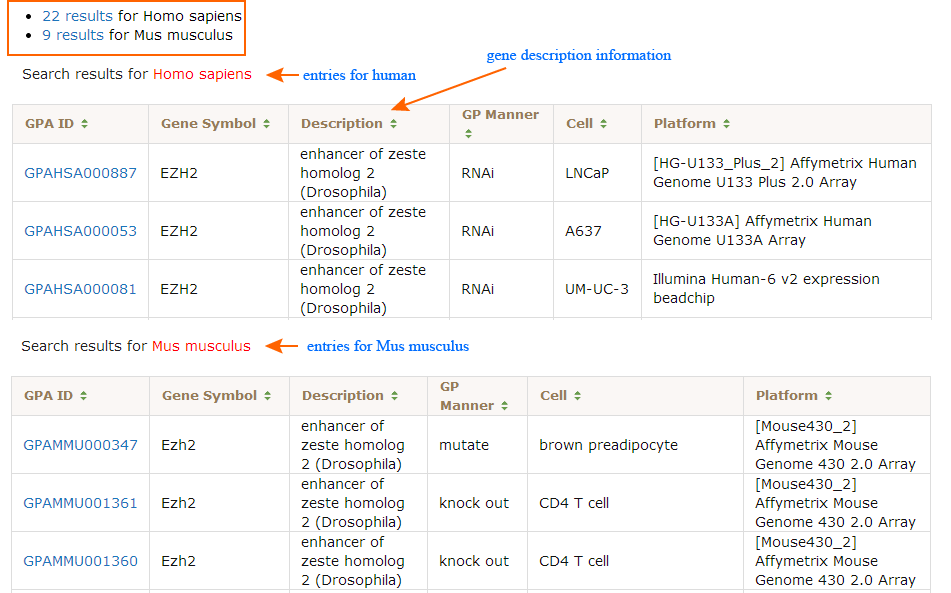 22 results for Homo sapiens
9 results for Mus musculus
gene description information
Search results for Homo sapiens
entries for human
GPA ID Gene Symbol Description GP Manner Cell Platform
GPAHSA000887 EZH2 enhancer of zeste homolog 2 (Drosophila) RNAi LNCaP [HG-U133_Plus_2] Affymetrix Human Genome U133 Plus 2.0 Array
GPAHSA000053 EZH2 enhancer of zeste homolog 2 (Drosophila) RNAi A637 [HG-U133A] Affymetrix Human Genome U133A Array
GPAHSA000081 EZH2 enhancer of zeste homolog 2 (Drosophila) RNAi UM-UC-3 Illumina Human-6 v2 expression beadchip
Search results for Mus musculus
entries for Mus musculus
GPA ID Gene Symbol Description GP Manner Cell Platform
GPAMMU000347 Ezh2 enhancer of zeste homolog 2 (Drosophila) mutate brown preadipocyte [Mouse430_2] Affymetrix Mouse Genome 430 2.0 Array
GPAMMU001361 Ezh2 enhancer of zeste homolog 2 (Drosophila) knock out CD4 T cell [Mouse430_2] Affymetrix Mouse Genome 430 2.0 Array
GPAMMU001360 Ezh2 enhancer of zeste homolog 2 (Drosophila) knock out CD4 T cell [Mouse430_2] Affymetrix Mouse Genome 430 2.0 Array